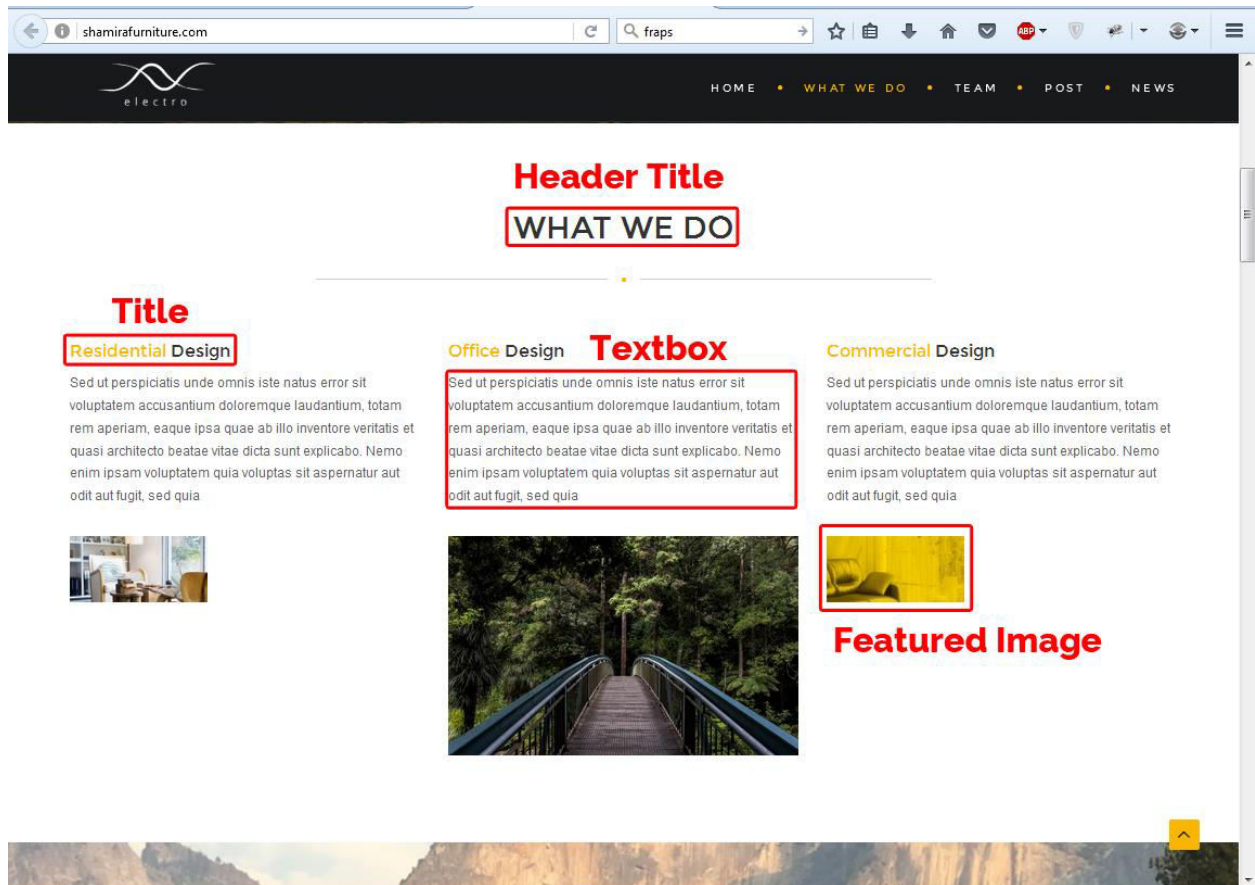 shamirafurniture.com
fraps
ABP
electro
HOME • WHAT WE DO • TEAM • POST • NEWS
Header Title
WHAT WE DO
Title
Residential Design
Sed ut perspiciatis unde omnis iste natus error sit
voluptatem accusantium doloremque laudantium, totam
rem aperiam, eaque ipsa quae ab illo inventore veritatis et
quasi architecto beatae vitae dicta sunt explicabo. Nemo
enim ipsam voluptatem quia voluptas sit aspernatur aut
odit aut fugit, sed quia
Office Design
Textbox
Sed ut perspiciatis unde omnis iste natus error sit
voluptatem accusantium doloremque laudantium, totam
rem aperiam, eaque ipsa quae ab illo inventore veritatis et
quasi architecto beatae vitae dicta sunt explicabo. Nemo
enim ipsam voluptatem quia voluptas sit aspernatur aut
odit aut fugit, sed quia
Commercial Design
Sed ut perspiciatis unde omnis iste natus error sit
voluptatem accusantium doloremque laudantium, totam
rem aperiam, eaque ipsa quae ab illo inventore veritatis et
quasi architecto beatae vitae dicta sunt explicabo. Nemo
enim ipsam voluptatem quia voluptas sit aspernatur aut
odit aut fugit, sed quia
Featured Image